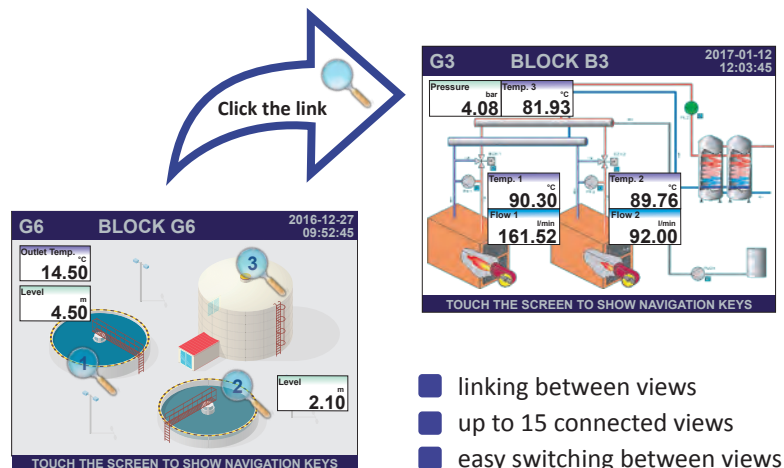 Click the link
G3 BLOCK B3 2017-01-12
12:03:45
Pressure
bar
4.08
Temp. 3
°C
81.93
Temp. 1
°C
90.30
Flow 1
l/min
161.52
Temp. 2
°C
89.76
Flow 2
l/min
92.00
TOUCH THE SCREEN TO SHOW NAVIGATION KEYS
G6 BLOCK G6 2016-12-27
09:52:45
Outlet Temp.
°C
14.50
Level
m
4.50
3
1
2
Level
m
2.10
TOUCH THE SCREEN TO SHOW NAVIGATION KEYS
linking between views
up to 15 connected views
easy switching between views